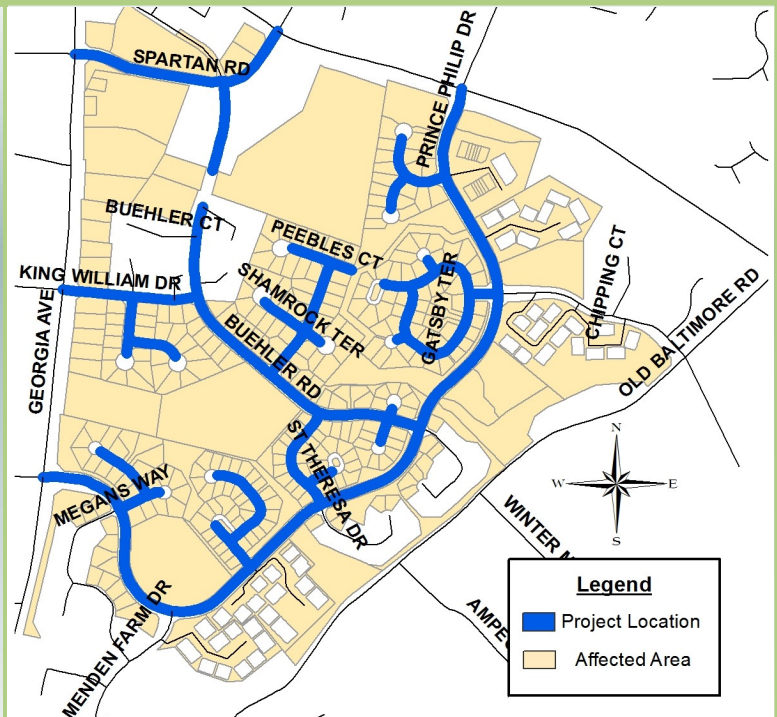 SPARTAN RD
PRINCE PHILIP DR
BUEHLER CT
PEEBLES CT
KING WILLIAM DR
SHAMROCK TER
GATSBY TER
CHIPPING CT
GEORGIA AVE
BUEHLER RD
OLD BALTIMORE RD
ST THERESA DR
MEGANS WAY
N
W
E
S
WINTER
MENDEN FARM DR
Legend
Project Location
Affected Area